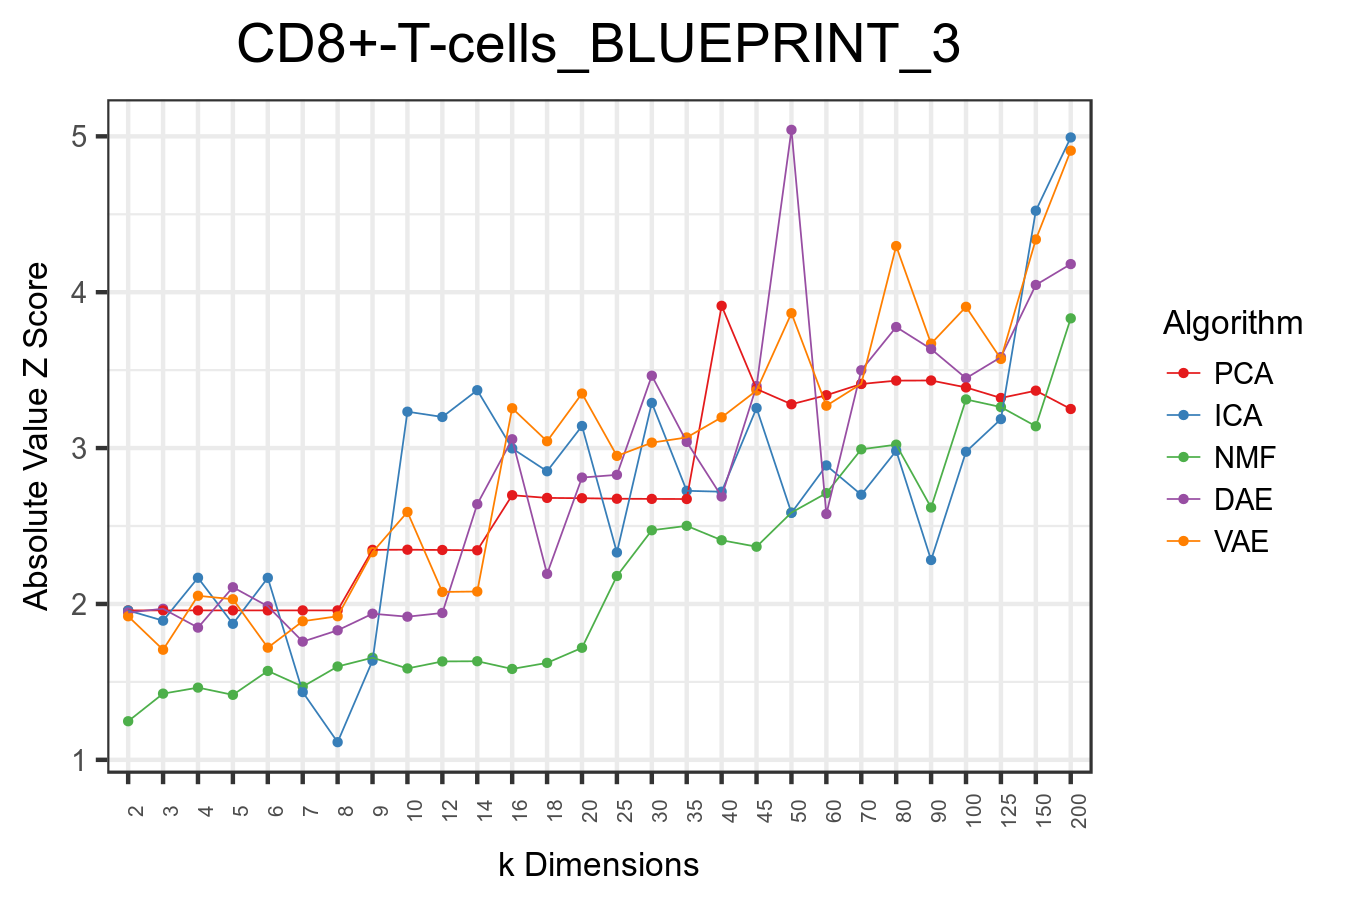 CD8+-T-cells_BLUEPRINT_3
Absolute Value Z Score
5
4
3
2
1
2 3 4 5 6 7 8 9 10 12 14 16 18 20 25 30 35 40 45 50 60 70 80 90 100 125 150 200
k Dimensions
Algorithm
PCA
ICA
NMF
DAE
VAE